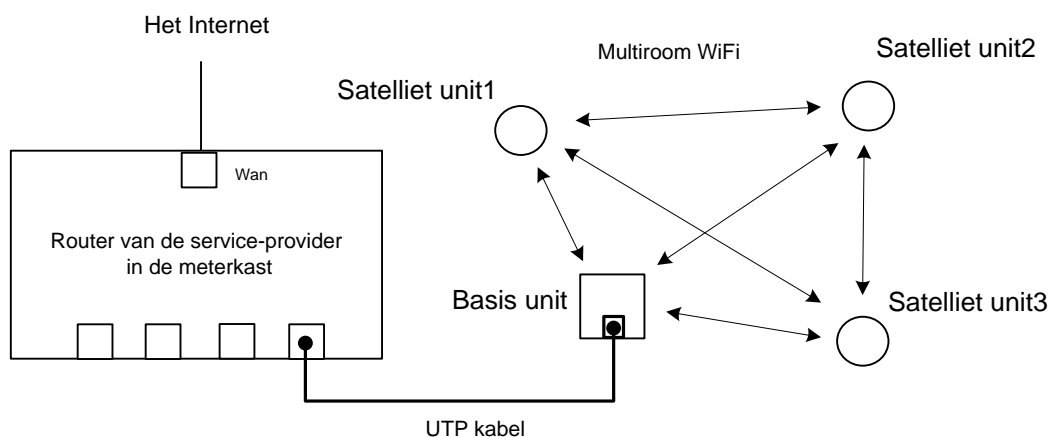 Het Internet
Multiroom WiFi
Satelliet unit2
Satelliet unit1
Wan
Router van de service-provider
in de meterkast
Basis unit
Satelliet unit3
UTP kabel